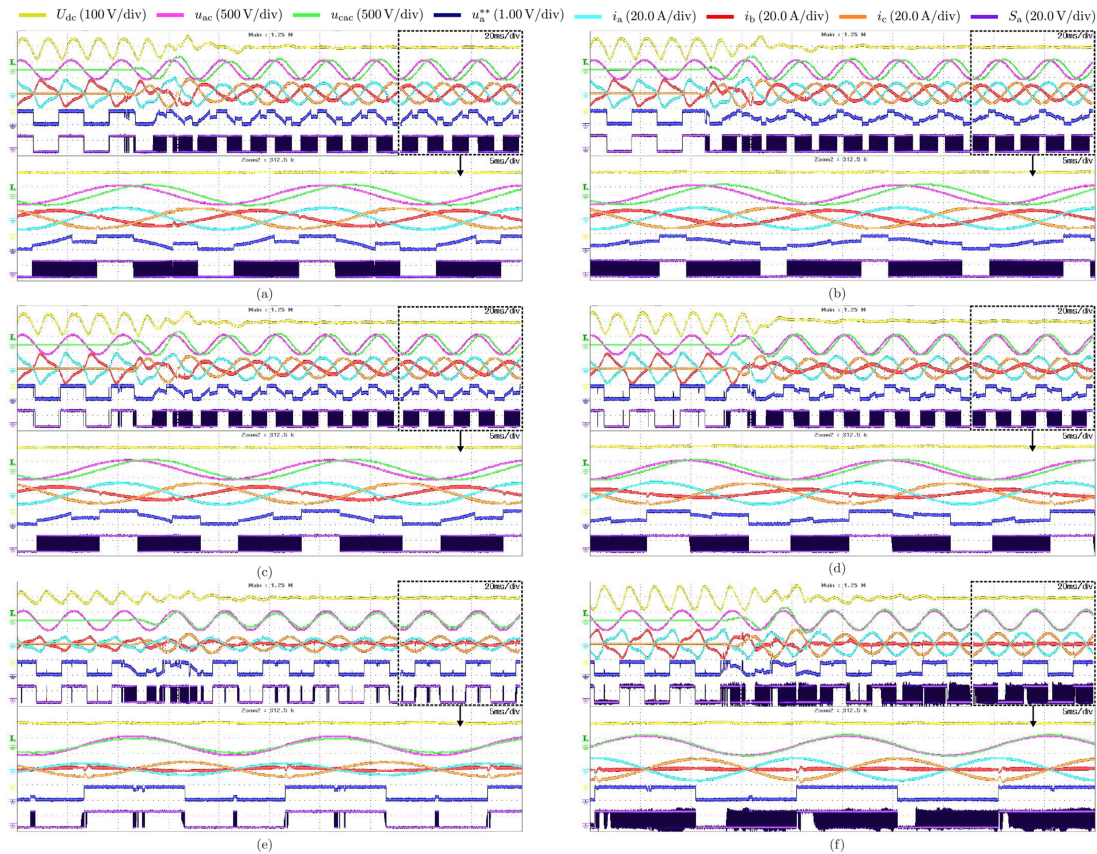 U_dc (100 V/div) u_ac (500 V/div) u_cac (500 V/div) u_a^** (1.00 V/div) i_a (20.0 A/div) i_b (20.0 A/div) i_c (20.0 A/div) S_a (20.0 V/div)
Main : 1.25 M 20ms/div
Zoom2 : 312.5 k 5ms/div
(a)
Main : 1.25 M 20ms/div
Zoom2 : 312.5 k 5ms/div
(b)
Main : 1.25 M 20ms/div
Zoom2 : 312.5 k 5ms/div
(c)
Main : 1.25 M 20ms/div
Zoom2 : 312.5 k 5ms/div
(d)
Main : 1.25 M 20ms/div
Zoom2 : 312.5 k 5ms/div
(e)
Main : 1.25 M 20ms/div
Zoom2 : 312.5 k 5ms/div
(f)